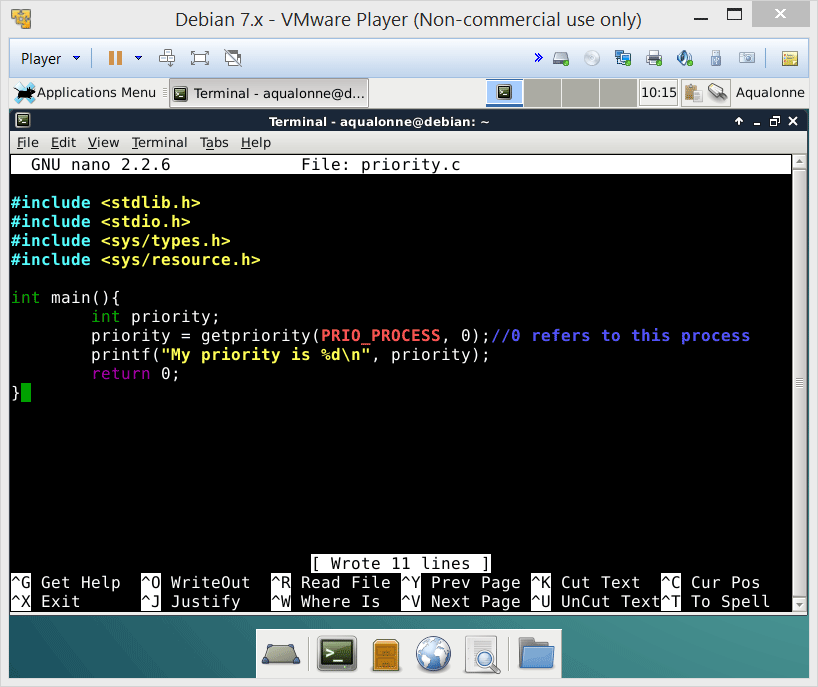 Debian 7.x - VMware Player (Non-commercial use only)
Player
Applications Menu Terminal - aqualonne@d... 10:15 Aqualonne
Terminal - aqualonne@debian: ~
File Edit View Terminal Tabs Help
GNU nano 2.2.6 File: priority.c
#include <stdlib.h>
#include <stdio.h>
#include <sys/types.h>
#include <sys/resource.h>
int main(){
int priority;
priority = getpriority(PRIO_PROCESS, 0);//0 refers to this process
printf("My priority is %d\n", priority);
return 0;
}
[ Wrote 11 lines ]
^G Get Help ^O WriteOut ^R Read File ^Y Prev Page ^K Cut Text ^C Cur Pos
^X Exit ^J Justify ^W Where Is ^V Next Page ^U UnCut Text ^T To Spell